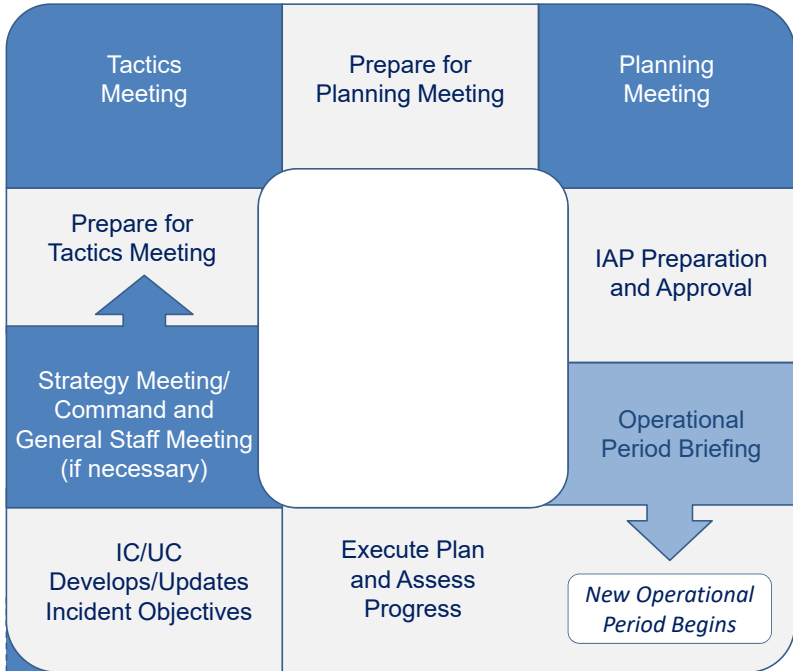 Tactics
Meeting
Prepare for
Planning Meeting
Planning
Meeting
Prepare for
Tactics Meeting
IAP Preparation
and Approval
Strategy Meeting/
Command and
General Staff Meeting
(if necessary)
Operational
Period Briefing
IC/UC
Develops/Updates
Incident Objectives
Execute Plan
and Assess
Progress
New Operational
Period Begins